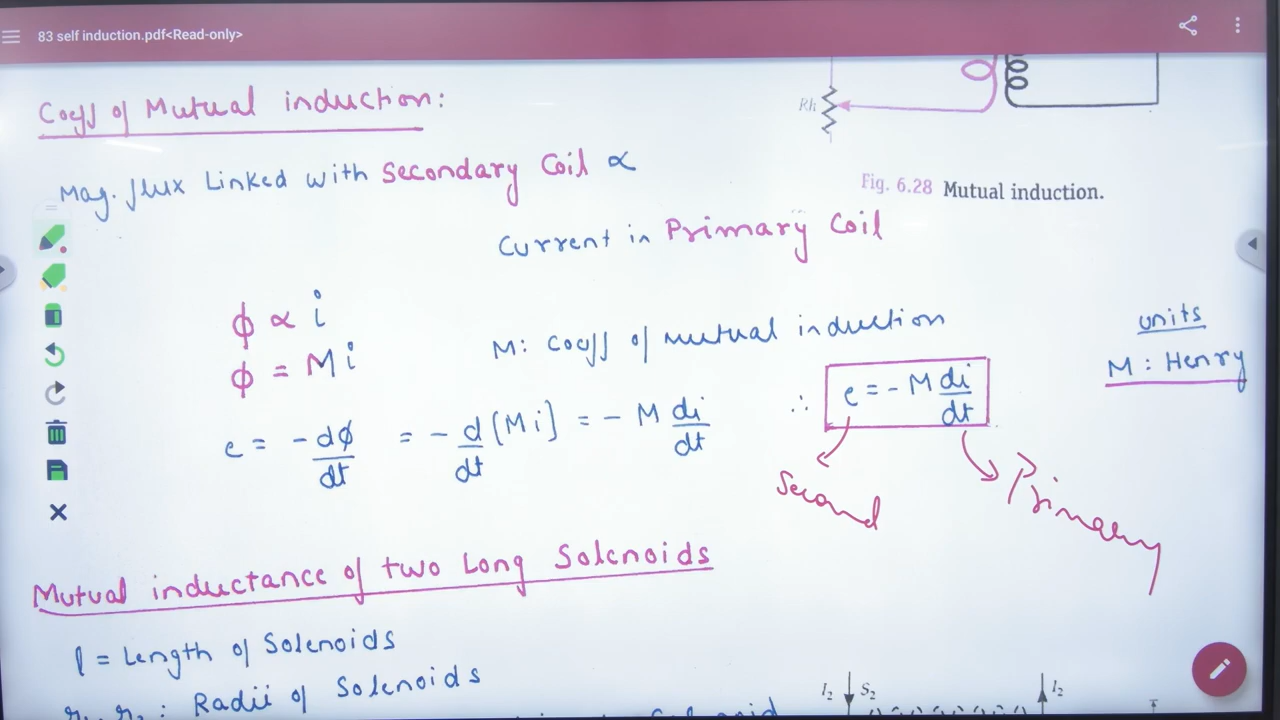 83 self induction.pdf<Read-only>
Coeff of Mutual induction:
Rh
Fig. 6.28 Mutual induction.
Mag. flux Linked with Secondary Coil ∝
Current in Primary Coil
ϕ ∝ i
ϕ = Mi
M: Coeff of mutual induction
units
M : Henry
e = -dϕ/dt = - d/dt (Mi) = - M di/dt
∴ e = - M di/dt
Second
Primary
Mutual inductance of two Long Solenoids
l = Length of Solenoids
r₁, r₂ : Radii of Solenoids
I₂ S₂ I₂